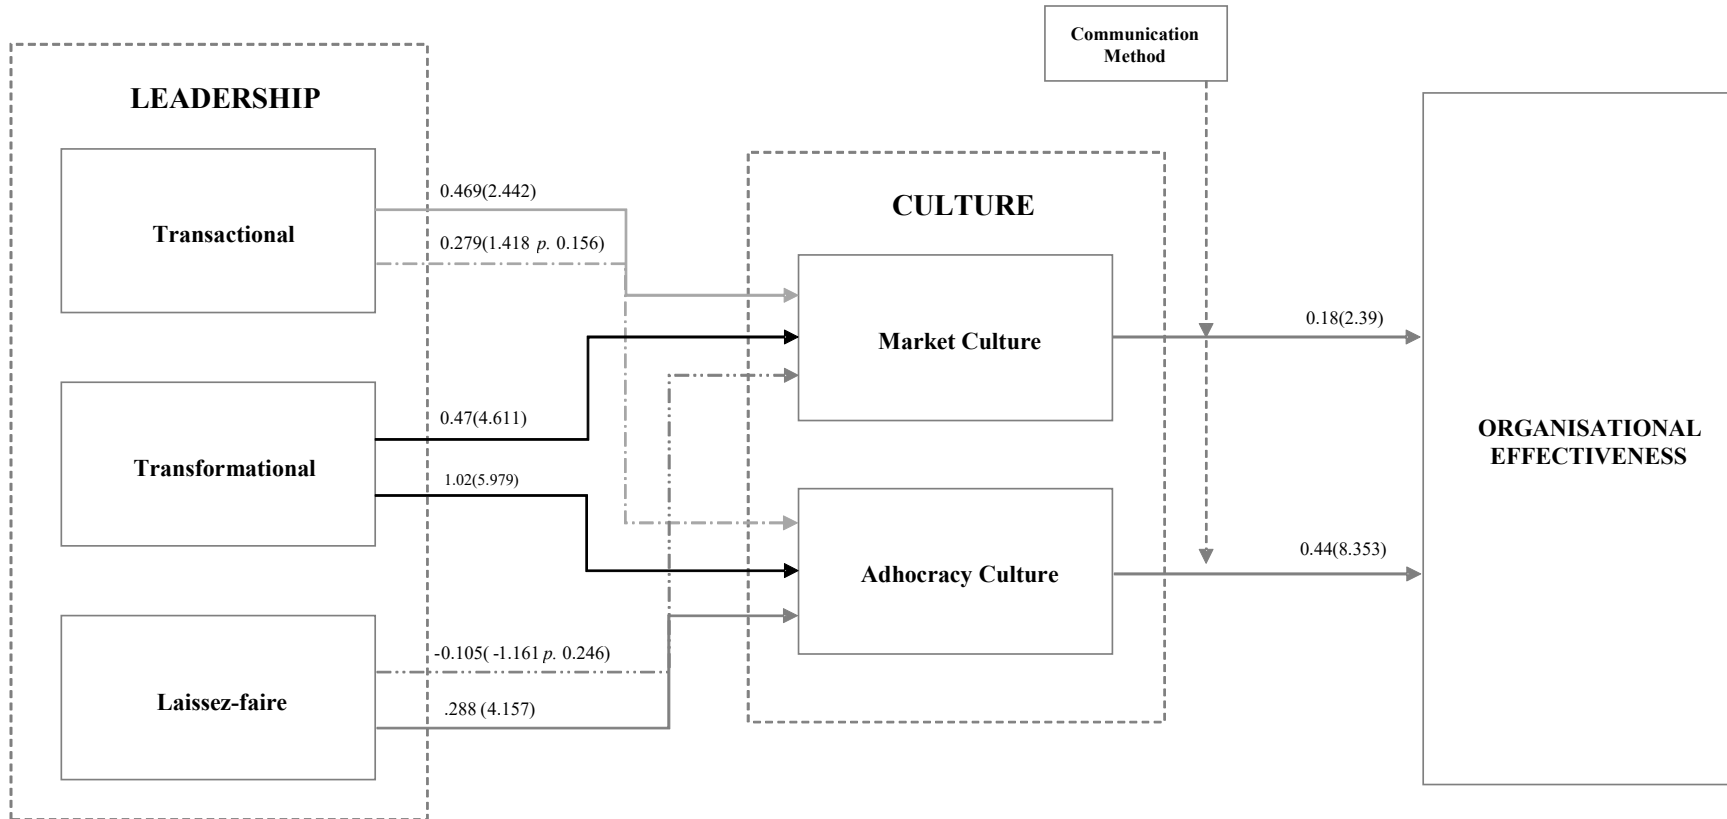 Communication
Method
LEADERSHIP
Transactional
0.469(2.442)
0.279(1.418 p. 0.156)
Transformational
0.47(4.611)
1.02(5.979)
Laissez-faire
-0.105( -1.161 p. 0.246)
.288 (4.157)
CULTURE
Market Culture
Adhocracy Culture
0.18(2.39)
0.44(8.353)
ORGANISATIONAL
EFFECTIVENESS